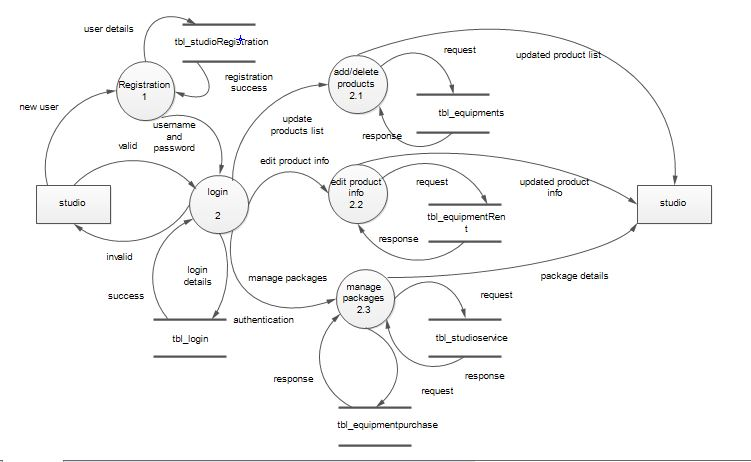 user details
tbl_studioRegistration
registration
success
Registration
1
new user
username
and
password
valid
studio
login
2
invalid
success
login
details
tbl_login
authentication
update
products list
edit product info
manage packages
add/delete
products
2.1
request
tbl_equipments
response
updated product list
edit product
info
2.2
request
tbl_equipmentRen
t
response
updated product
info
studio
manage
packages
2.3
package details
request
tbl_studioservice
response
request
response
tbl_equipmentpurchase